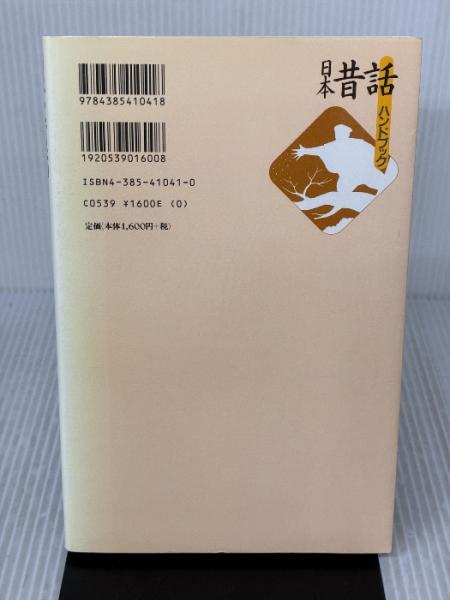 日本昔話
ハンドブック
9784385410418
1920539016008
ISBN4-385-41041-0
C0539 ¥1600E (0)
定価(本体1,600円+税)